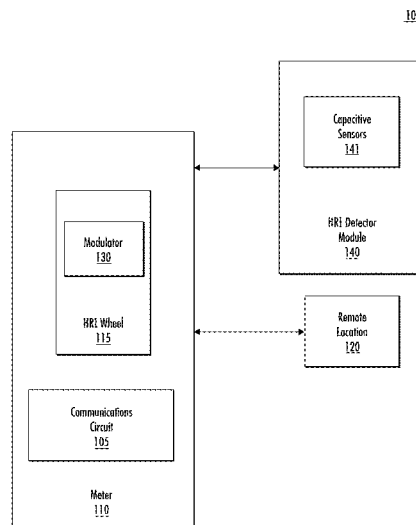 10
Capacitive
Sensors
141
HRI Detector
Module
140
Modulator
130
HRI Wheel
115
Remote
Location
120
Communications
Circuit
105
Meter
110